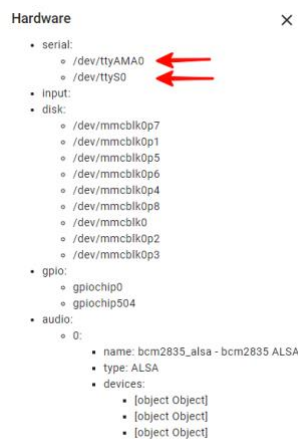 Hardware
serial:
/dev/ttyAMA0
/dev/ttyS0
input:
disk:
/dev/mmcblk0p7
/dev/mmcblk0p1
/dev/mmcblk0p5
/dev/mmcblk0p6
/dev/mmcblk0p4
/dev/mmcblk0p8
/dev/mmcblk0
/dev/mmcblk0p2
/dev/mmcblk0p3
gpio:
gpiochip0
gpiochip504
audio:
0:
name: bcm2835_alsa - bcm2835 ALSA
type: ALSA
devices:
[object Object]
[object Object]
[object Object]